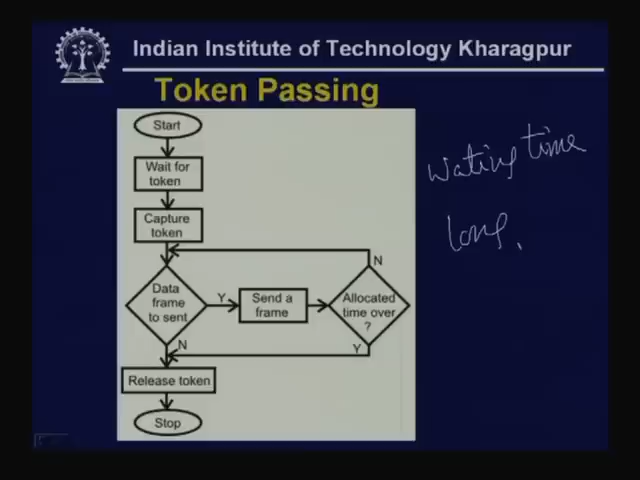 Indian Institute of Technology Kharagpur
Token Passing
Start
Wait for
token
Capture
token
N
Data
frame
to sent
Y
Send a
frame
Allocated
time over
?
N
Y
Release token
Stop
wating time
long.